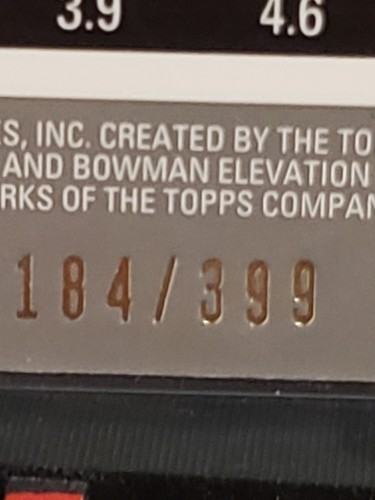 3.9 4.6
ES, INC. CREATED BY THE TO
AND BOWMAN ELEVATION
RKS OF THE TOPPS COMPAN
184/399